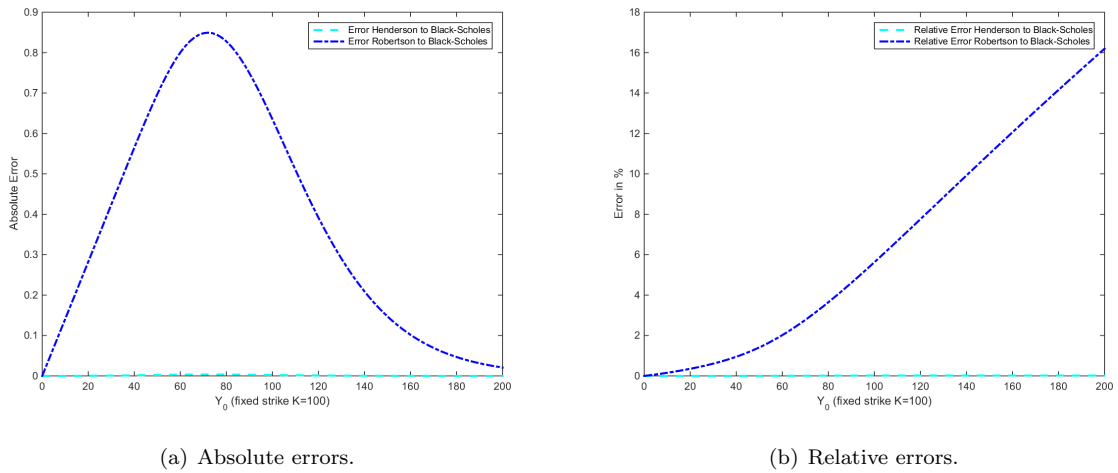 0.9
0.8
0.7
0.6
0.5
0.4
0.3
0.2
0.1
0
Absolute Error
Error Henderson to Black-Scholes
Error Robertson to Black-Scholes
0 20 40 60 80 100 120 140 160 180 200
Y0 (fixed strike K=100)
(a) Absolute errors.
18
16
14
12
10
8
6
4
2
0
Error in %
Relative Error Henderson to Black-Scholes
Relative Error Robertson to Black-Scholes
0 20 40 60 80 100 120 140 160 180 200
Y0 (fixed strike K=100)
(b) Relative errors.